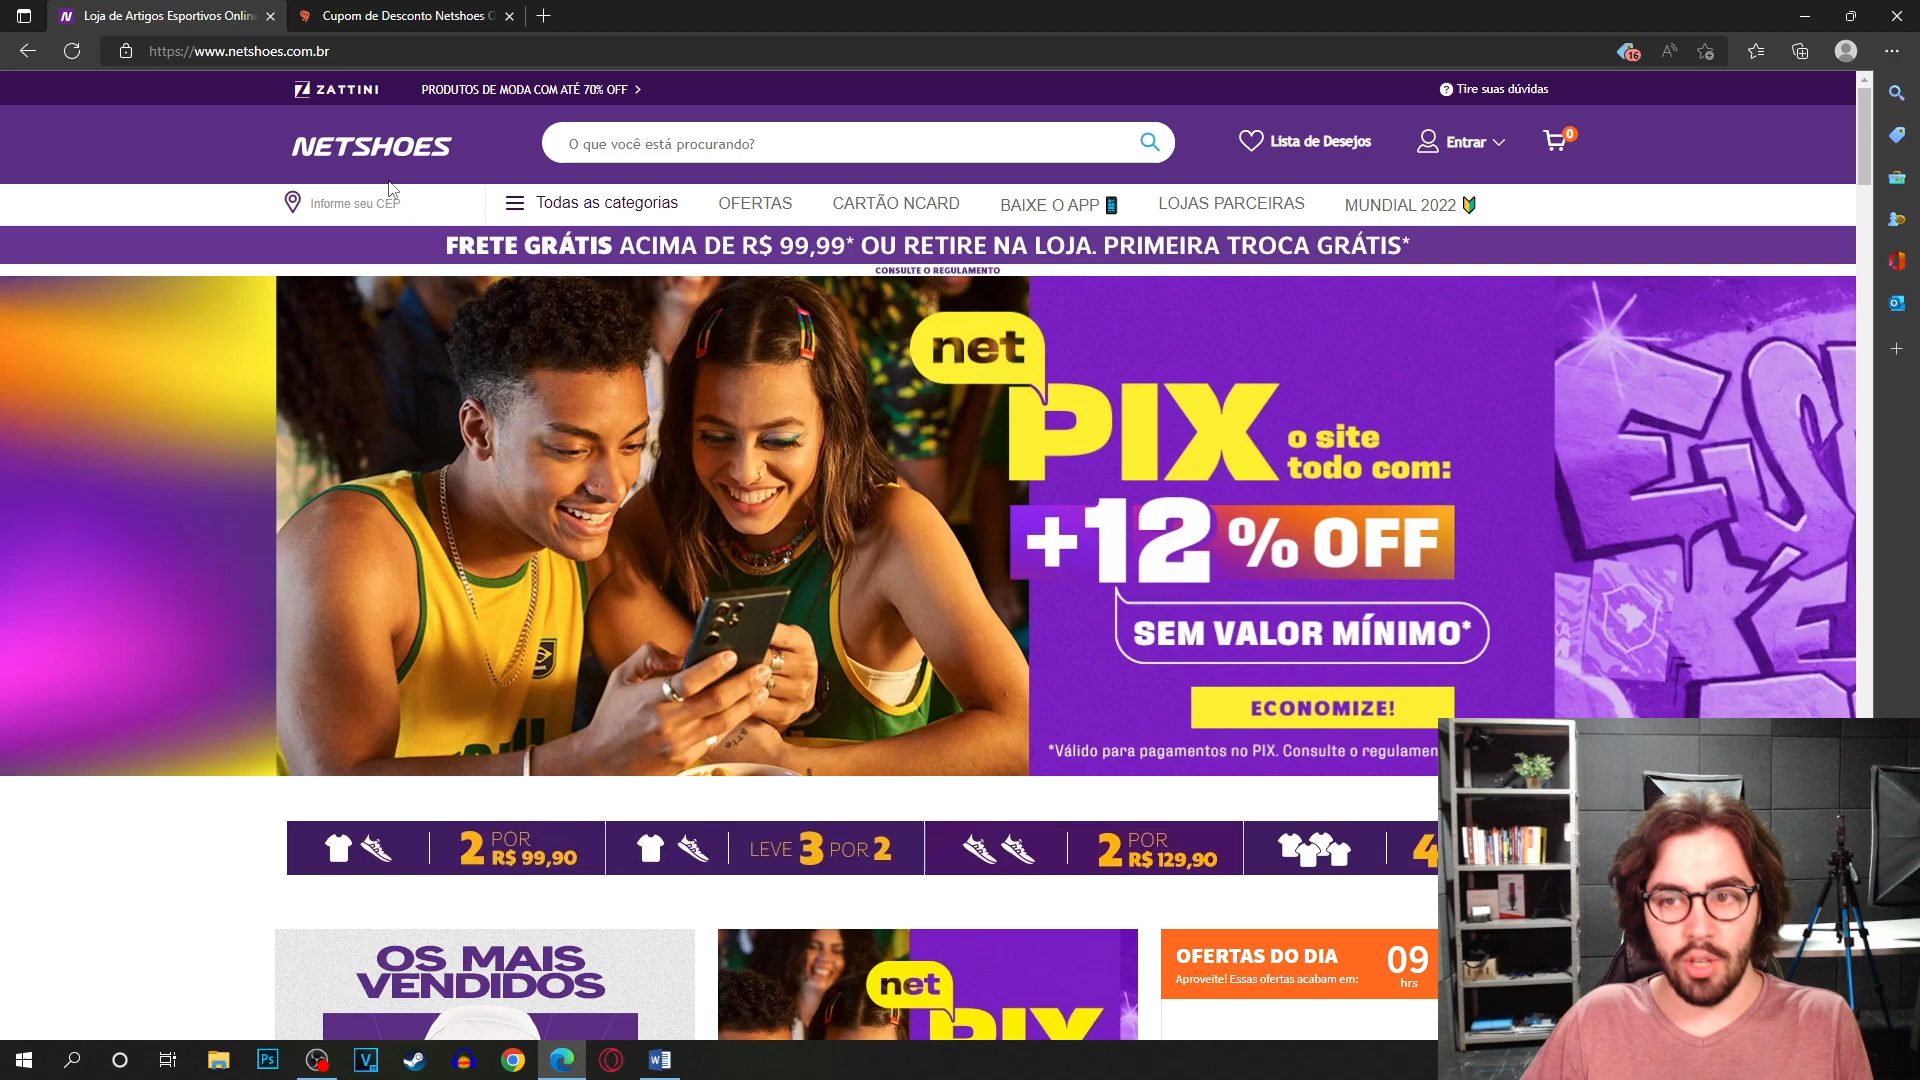 Loja de Artigos Esportivos Onlin
Cupom de Desconto Netshoes
https://www.netshoes.com.br
16
ZATTINI
PRODUTOS DE MODA COM ATÉ 70% OFF
Tire suas dúvidas
NETSHOES
O que você está procurando?
Lista de Desejos
Entrar
0
Informe seu CEP
Todas as categorias
OFERTAS
CARTÃO NCARD
BAIXE O APP
LOJAS PARCEIRAS
MUNDIAL 2022
FRETE GRÁTIS ACIMA DE R$ 99,99* OU RETIRE NA LOJA. PRIMEIRA TROCA GRÁTIS*
CONSULTE O REGULAMENTO
net
PIX
o site
todo com:
+12% OFF
SEM VALOR MÍNIMO*
ECONOMIZE!
*Válido para pagamentos no PIX. Consulte o regulamen
2 POR R$ 99,90
LEVE 3 POR 2
2 POR R$ 129,90
4
OS MAIS
VENDIDOS
net
PIX
OFERTAS DO DIA
Aproveite! Essas ofertas acabam em:
09
hrs
Ps
V
W